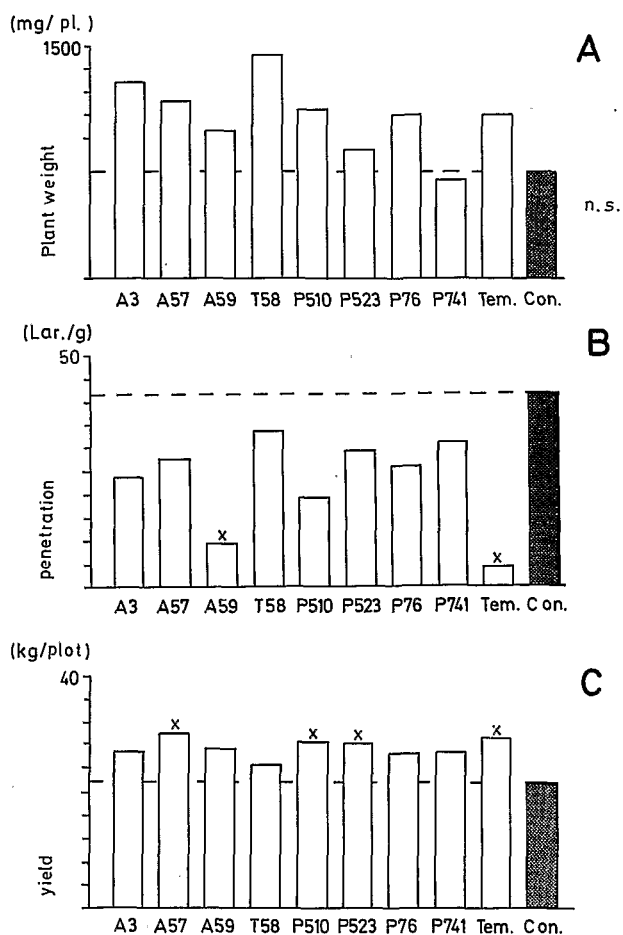 (mg/pl.)
1500
A
Plant weight
n.s.
A3 A57 A59 T58 P510 P523 P76 P741 Tem. Con.
(Lar./g)
50
B
penetration
x
x
A3 A57 A59 T58 P510 P523 P76 P741 Tem. Con.
(kg/plot)
40
C
yield
x
x
x
x
A3 A57 A59 T58 P510 P523 P76 P741 Tem. Con.